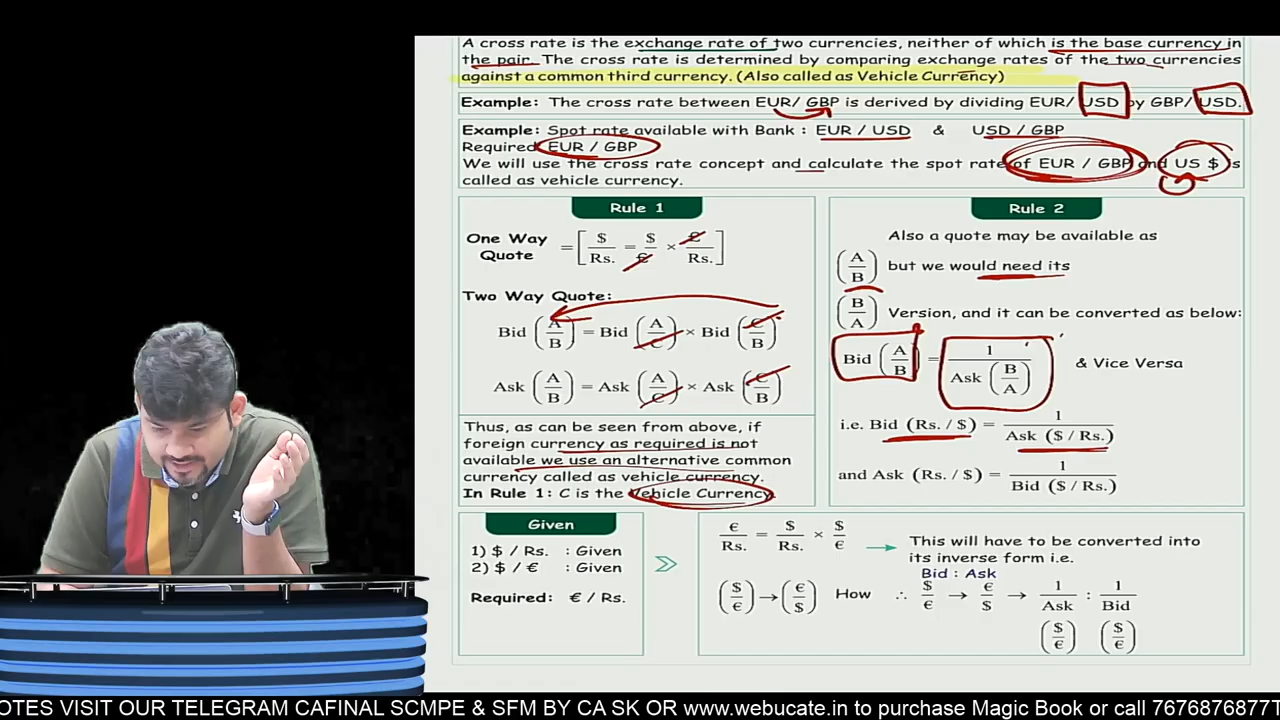 A cross rate is the exchange rate of two currencies, neither of which is the base currency in
the pair. The cross rate is determined by comparing exchange rates of the two currencies
against a common third currency. (Also called as Vehicle Currency)
Example: The cross rate between EUR/ GBP is derived by dividing EUR/ USD by GBP/ USD.
Example: Spot rate available with Bank : EUR / USD & USD / GBP
Required EUR / GBP
We will use the cross rate concept and calculate the spot rate of EUR / GBP and US $ is
called as vehicle currency.
Rule 1
One Way Quote = [ $ / Rs. = $ / € × € / Rs. ]
Two Way Quote:
Bid (A/B) = Bid (A/C) × Bid (C/B)
Ask (A/B) = Ask (A/C) × Ask (C/B)
Thus, as can be seen from above, if
foreign currency as required is not
available we use an alternative common
currency called as vehicle currency.
In Rule 1: C is the Vehicle Currency.
Rule 2
Also a quote may be available as
(A/B) but we would need its
(B/A) Version, and it can be converted as below:
Bid (A/B) = 1 / Ask (B/A) & Vice Versa
i.e. Bid (Rs. / $) = 1 / Ask ($ / Rs.)
and Ask (Rs. / $) = 1 / Bid ($ / Rs.)
Given
1) $ / Rs. : Given
2) $ / € : Given
Required: € / Rs.
€ / Rs. = $ / Rs. × $ / € → This will have to be converted into
its inverse form i.e.
Bid : Ask
($/€) → (€/$) How ∴ $/€ → €/$ → 1 / Ask ($/€) : 1 / Bid ($/€)
OTES VISIT OUR TELEGRAM CAFINAL SCMPE & SFM BY CA SK OR www.webucate.in to purchase Magic Book or call 76768768771